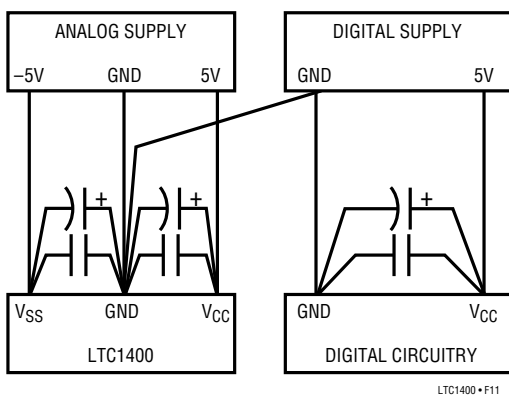 ANALOG SUPPLY
–5V GND 5V
DIGITAL SUPPLY
GND 5V
+ + +
VSS GND VCC
LTC1400
GND VCC
DIGITAL CIRCUITRY
LTC1400 • F11